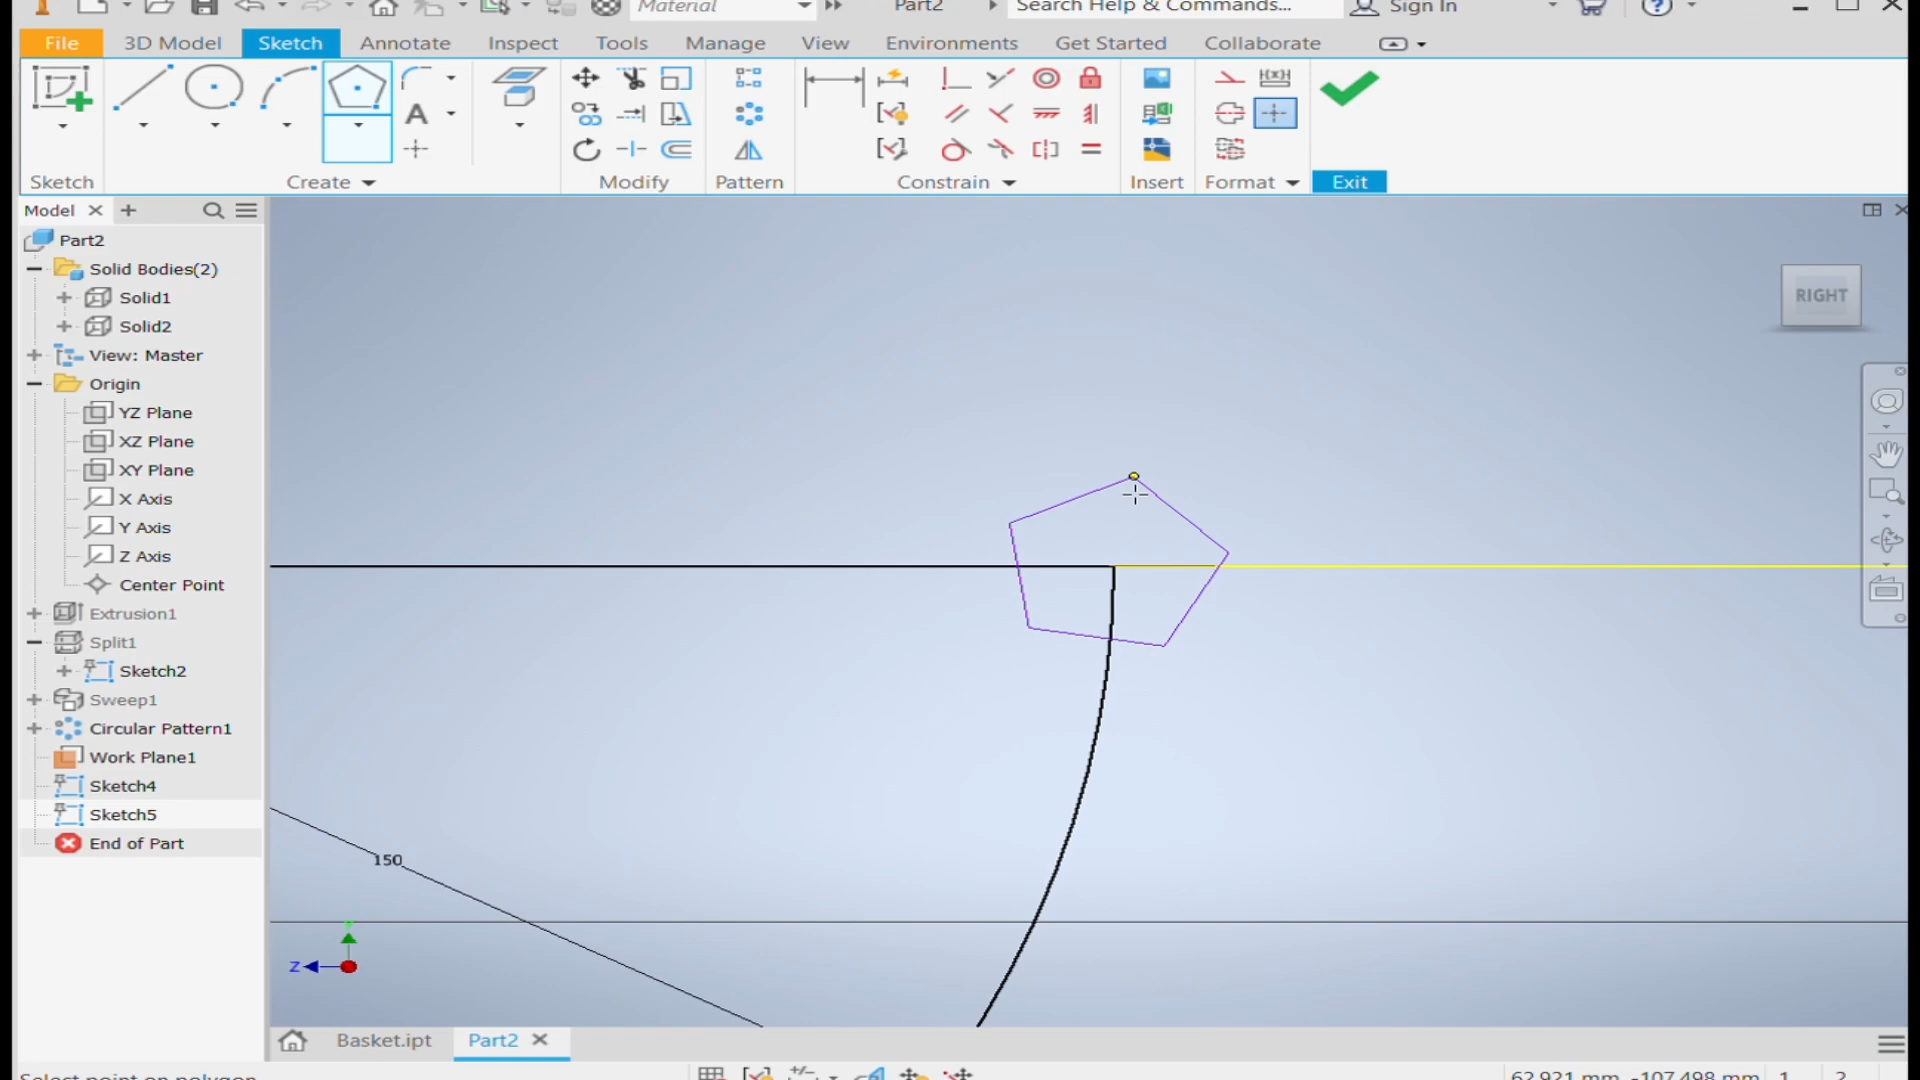 Material
Part2
Search Help & Commands...
Sign In
File
3D Model
Sketch
Annotate
Inspect
Tools
Manage
View
Environments
Get Started
Collaborate
A
Sketch
Create
Modify
Pattern
Constrain
Insert
Format
Exit
Model
Part2
Solid Bodies(2)
Solid1
Solid2
View: Master
Origin
YZ Plane
XZ Plane
XY Plane
X Axis
Y Axis
Z Axis
Center Point
Extrusion1
Split1
Sketch2
Sweep1
Circular Pattern1
Work Plane1
Sketch4
Sketch5
End of Part
RIGHT
150
Z
Basket.ipt
Part2
Select point on polygon
62.921 mm, -107.498 mm
1
2